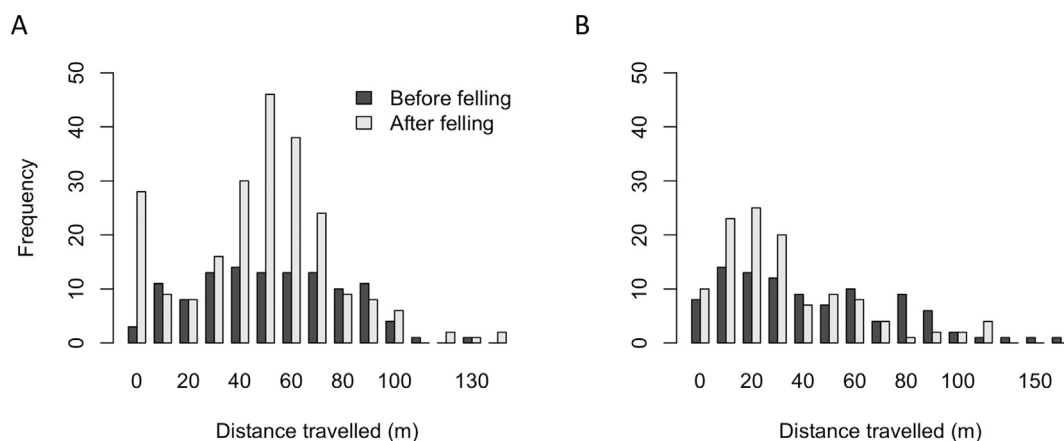 A
B
50
40
30
20
10
0
Frequency
Before felling
After felling
0 20 40 60 80 100 130
Distance travelled (m)
50
40
30
20
10
0
0 20 40 60 80 100 150
Distance travelled (m)